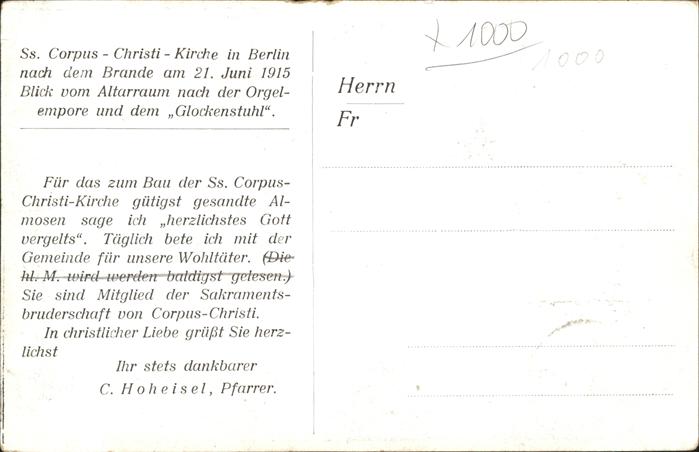 Ss. Corpus - Christi - Kirche in Berlin
nach dem Brande am 21. Juni 1915
Blick vom Altarraum nach der Orgel-
empore und dem „Glockenstuhl“.
Für das zum Bau der Ss. Corpus-
Christi-Kirche gütigst gesandte Al-
mosen sage ich „herzlichstes Gott
vergelts“. Täglich bete ich mit der
Gemeinde für unsere Wohltäter. (Die
hl. M. wird werden baldigst gelesen.)
Sie sind Mitglied der Sakraments-
bruderschaft von Corpus-Christi.
In christlicher Liebe grüßt Sie herz-
lichst
Ihr stets dankbarer
C. Hoheisel, Pfarrer.
x 1000
1000
Herrn
Fr